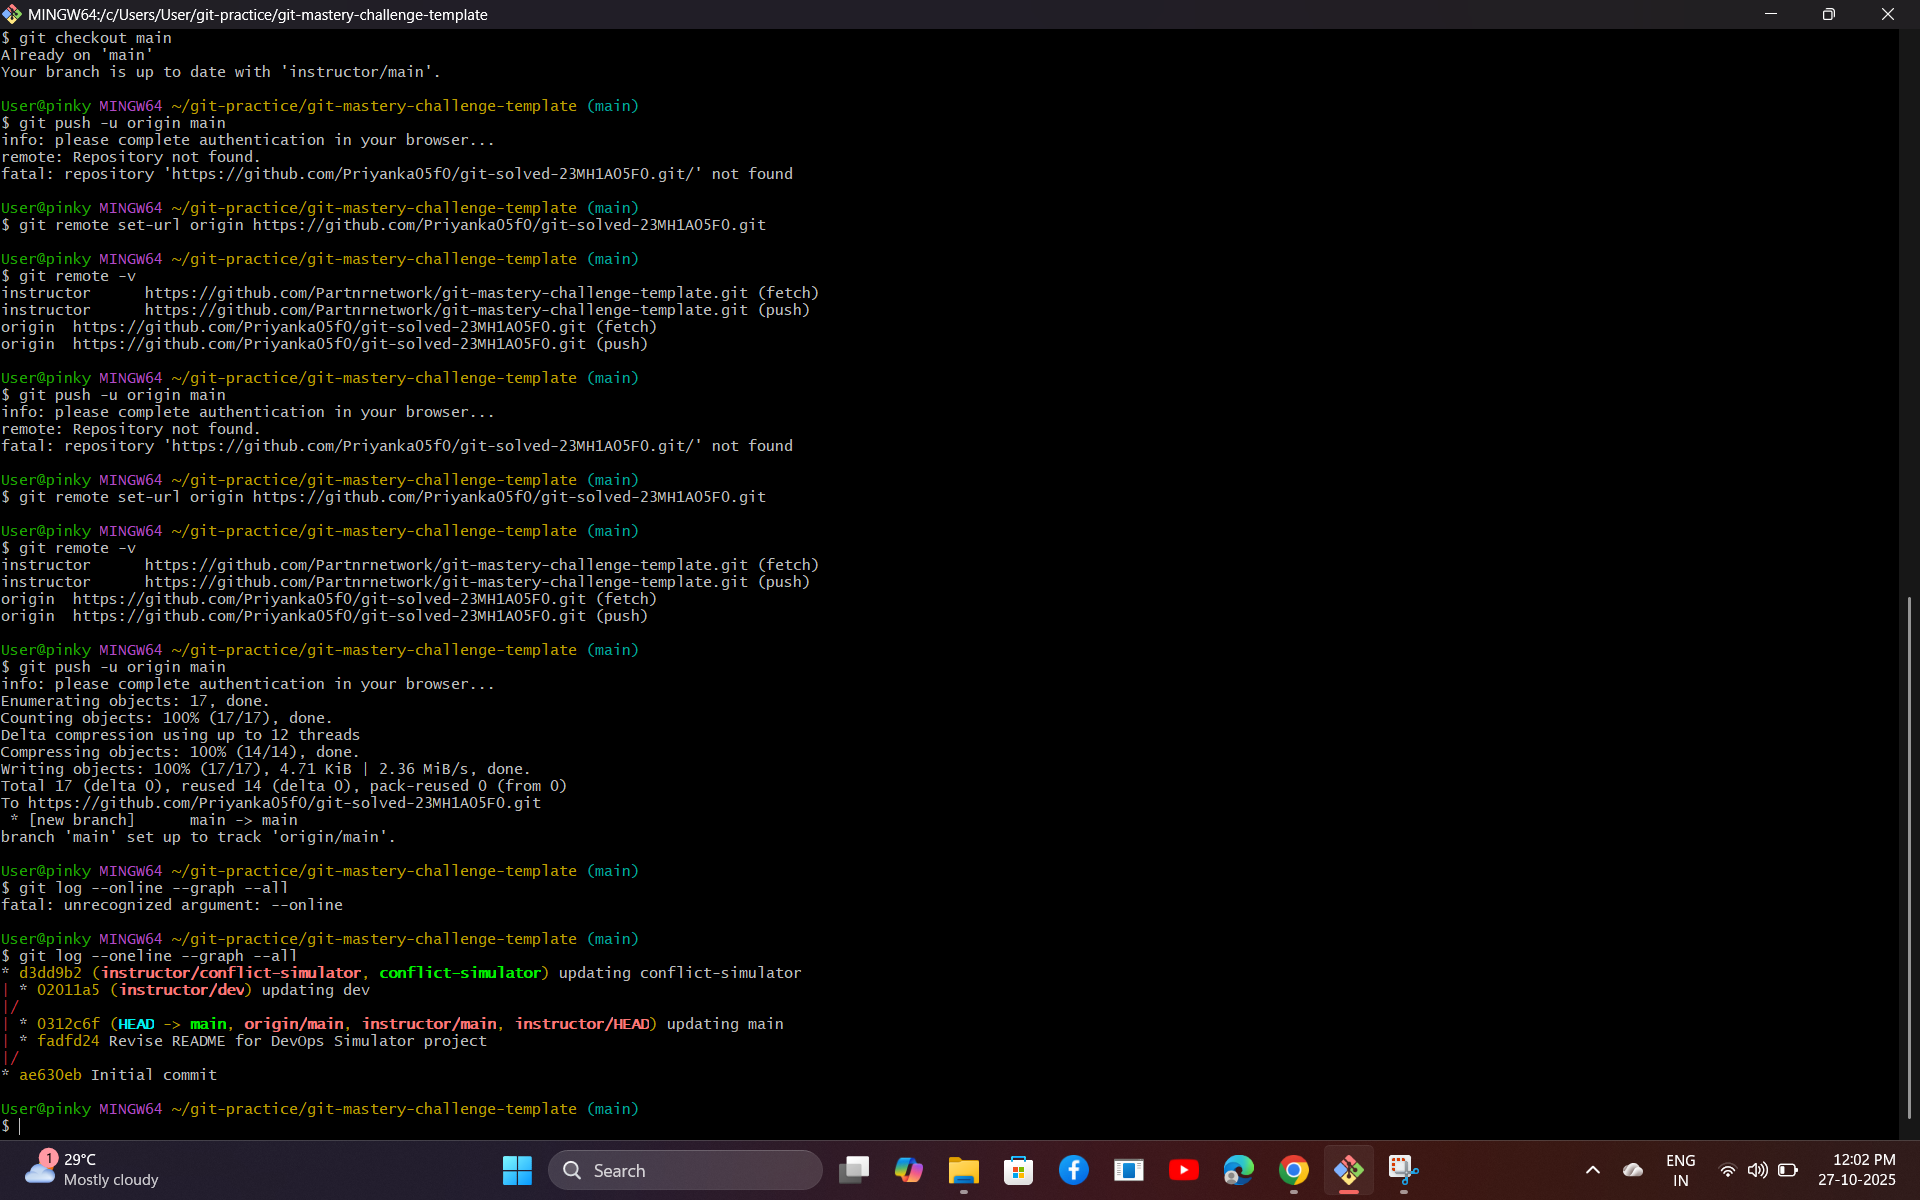 MINGW64:/c/Users/User/git-practice/git-mastery-challenge-template
$ git checkout main
Already on 'main'
Your branch is up to date with 'instructor/main'.
User@pinky MINGW64 ~/git-practice/git-mastery-challenge-template (main)
$ git push -u origin main
info: please complete authentication in your browser...
remote: Repository not found.
fatal: repository 'https://github.com/Priyanka05f0/git-solved-23MH1A05F0.git/' not found
User@pinky MINGW64 ~/git-practice/git-mastery-challenge-template (main)
$ git remote set-url origin https://github.com/Priyanka05f0/git-solved-23MH1A05F0.git
User@pinky MINGW64 ~/git-practice/git-mastery-challenge-template (main)
$ git remote -v
instructor      https://github.com/Partnrnetwork/git-mastery-challenge-template.git (fetch)
instructor      https://github.com/Partnrnetwork/git-mastery-challenge-template.git (push)
origin  https://github.com/Priyanka05f0/git-solved-23MH1A05F0.git (fetch)
origin  https://github.com/Priyanka05f0/git-solved-23MH1A05F0.git (push)
User@pinky MINGW64 ~/git-practice/git-mastery-challenge-template (main)
$ git push -u origin main
info: please complete authentication in your browser...
remote: Repository not found.
fatal: repository 'https://github.com/Priyanka05f0/git-solved-23MH1A05F0.git/' not found
User@pinky MINGW64 ~/git-practice/git-mastery-challenge-template (main)
$ git remote set-url origin https://github.com/Priyanka05f0/git-solved-23MH1A05F0.git
User@pinky MINGW64 ~/git-practice/git-mastery-challenge-template (main)
$ git remote -v
instructor      https://github.com/Partnrnetwork/git-mastery-challenge-template.git (fetch)
instructor      https://github.com/Partnrnetwork/git-mastery-challenge-template.git (push)
origin  https://github.com/Priyanka05f0/git-solved-23MH1A05F0.git (fetch)
origin  https://github.com/Priyanka05f0/git-solved-23MH1A05F0.git (push)
User@pinky MINGW64 ~/git-practice/git-mastery-challenge-template (main)
$ git push -u origin main
info: please complete authentication in your browser...
Enumerating objects: 17, done.
Counting objects: 100% (17/17), done.
Delta compression using up to 12 threads
Compressing objects: 100% (14/14), done.
Writing objects: 100% (17/17), 4.71 KiB | 2.36 MiB/s, done.
Total 17 (delta 0), reused 14 (delta 0), pack-reused 0 (from 0)
To https://github.com/Priyanka05f0/git-solved-23MH1A05F0.git
 * [new branch]      main -> main
branch 'main' set up to track 'origin/main'.
User@pinky MINGW64 ~/git-practice/git-mastery-challenge-template (main)
$ git log --online --graph --all
fatal: unrecognized argument: --online
User@pinky MINGW64 ~/git-practice/git-mastery-challenge-template (main)
$ git log --oneline --graph --all
* d3dd9b2 (instructor/conflict-simulator, conflict-simulator) updating conflict-simulator
| * 02011a5 (instructor/dev) updating dev
|/
| * 0312c6f (HEAD -> main, origin/main, instructor/main, instructor/HEAD) updating main
| * fadfd24 Revise README for DevOps Simulator project
|/
* ae630eb Initial commit
User@pinky MINGW64 ~/git-practice/git-mastery-challenge-template (main)
$
1
29°C
Mostly cloudy
Search
ENG
IN
12:02 PM
27-10-2025